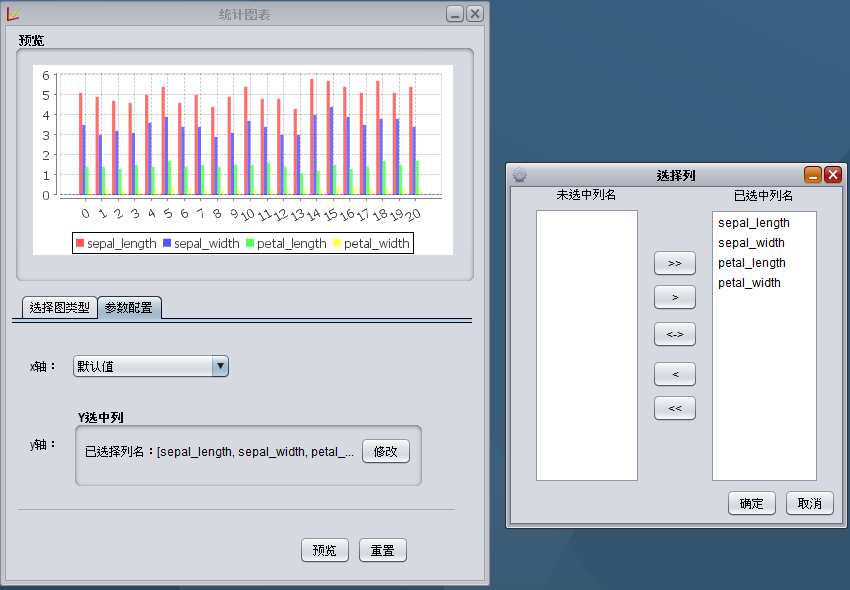 统计图表
预览
6
5
4
3
2
1
0
0 1 2 3 4 5 6 7 8 9 10 11 12 13 14 15 16 17 18 19 20
sepal_length sepal_width petal_length petal_width
选择图类型 参数配置
x轴： 默认值
Y选中列
y轴： 已选择列名：[sepal_length, sepal_width, petal_... 修改
预览 重置
选择列
未选中列名 已选中列名
sepal_length
sepal_width
petal_length
petal_width
>>
>
<->
<
<<
确定 取消